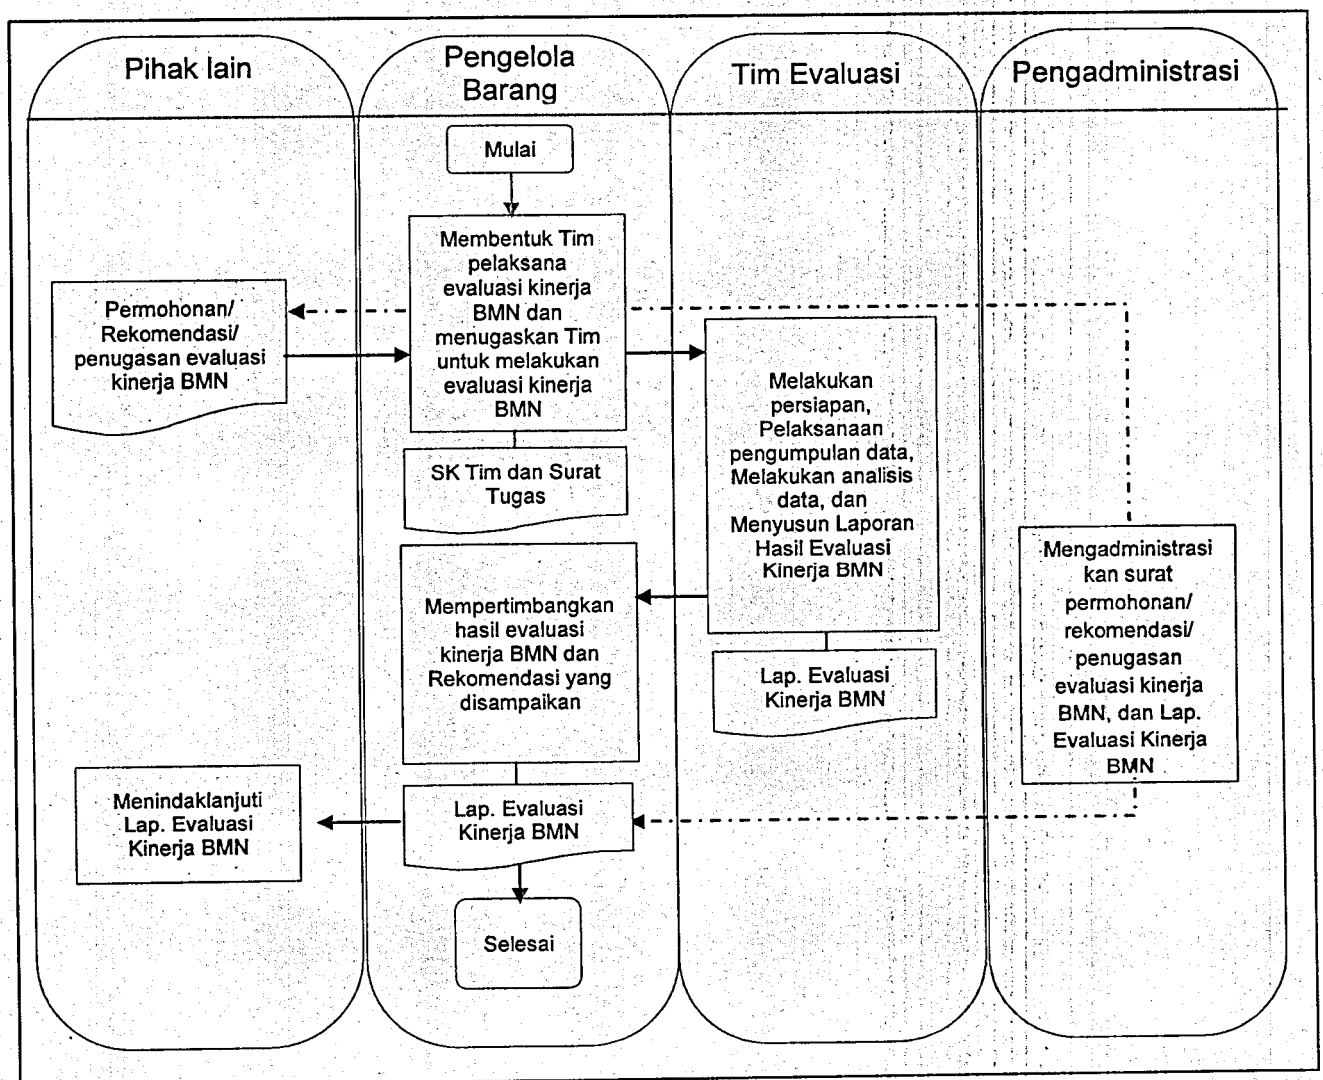 Pihak lain
Pengelola
Barang
Tim Evaluasi
Pengadministrasi
Mulai
Membentuk Tim
pelaksana
evaluasi kinerja
BMN dan
menugaskan Tim
untuk melakukan
evaluasi kinerja
BMN
Permohonan/
Rekomendasi/
penugasan evaluasi
kinerja BMN
SK Tim dan Surat
Tugas
Melakukan
persiapan,
Pelaksanaan
pengumpulan data,
Melakukan analisis
data, dan
Menyusun Laporan
Hasil Evaluasi
Kinerja BMN
Lap. Evaluasi
Kinerja BMN
Mempertimbangkan
hasil evaluasi
kinerja BMN dan
Rekomendasi yang
disampaikan
Mengadministrasi
kan surat
permohonan/
rekomendasi/
penugasan
evaluasi kinerja
BMN, dan Lap.
Evaluasi Kinerja
BMN
Lap. Evaluasi
Kinerja BMN
Menindaklanjuti
Lap. Evaluasi
Kinerja BMN
Selesai